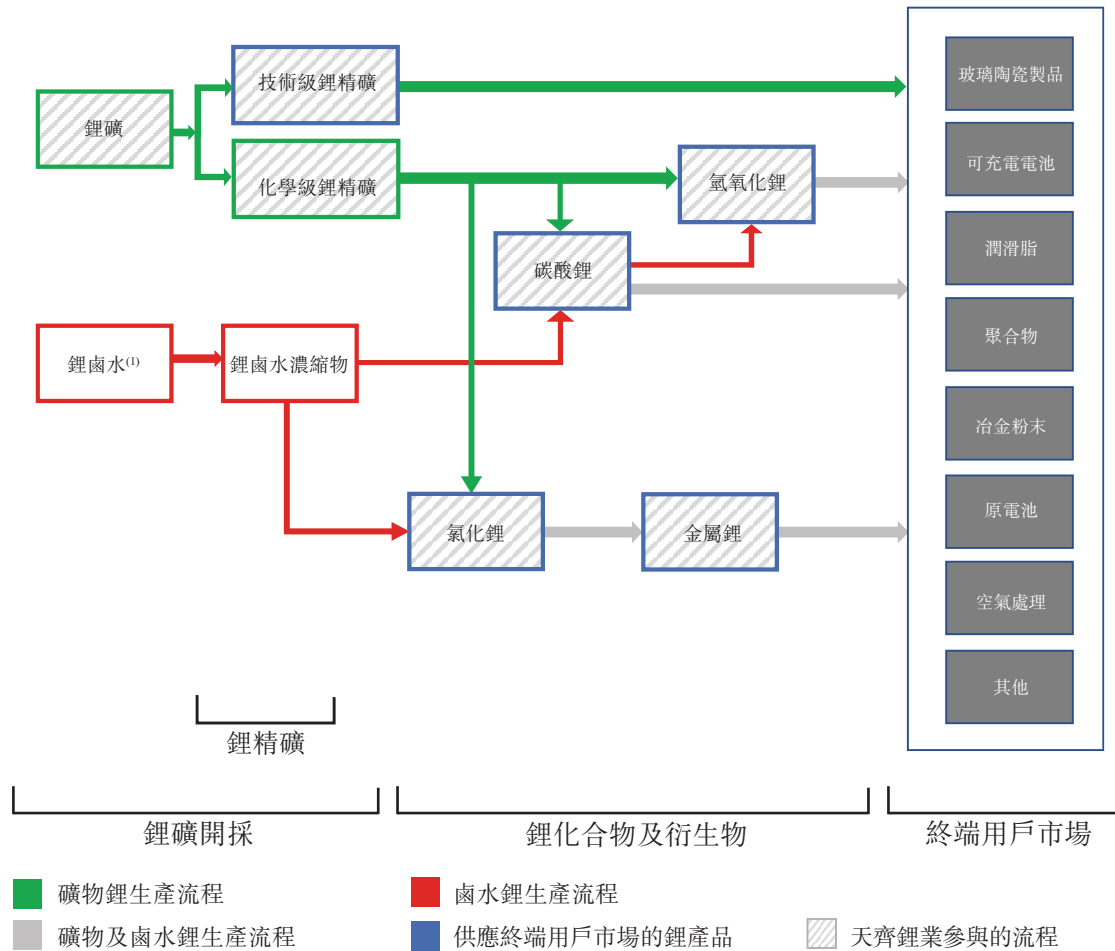 技術級鋰精礦
鋰礦
化學級鋰精礦
氫氧化鋰
碳酸鋰
鋰鹵水(1)
鋰鹵水濃縮物
氯化鋰
金屬鋰
玻璃陶瓷製品
可充電電池
潤滑脂
聚合物
冶金粉末
原電池
空氣處理
其他
鋰精礦
鋰礦開採
鋰化合物及衍生物
終端用戶市場
礦物鋰生產流程
鹵水鋰生產流程
礦物及鹵水鋰生產流程
供應終端用戶市場的鋰產品
天齊鋰業參與的流程